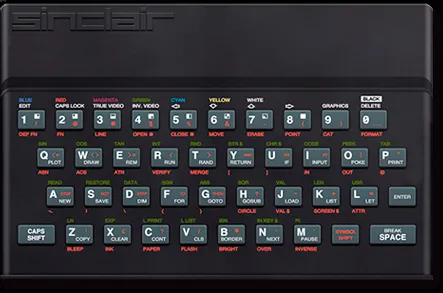 sinclair
BLUE RED MAGENTA GREEN CYAN YELLOW WHITE BLACK
EDIT CAPS LOCK TRUE VIDEO INV. VIDEO GRAPHICS DELETE
1 ! 2 @ 3 # 4 $ 5 % 6 & 7 ' 8 ( 9 ) 0
DEF FN FN LINE OPEN # CLOSE # MOVE ERASE POINT CAT FORMAT
SIN COS TAN INT RND STR $ CHR $ CODE PEEK TAB
Q PLOT W DRAW E REM R RUN T RAND Y RETURN U IF I INPUT O POKE P PRINT
ASN ACS ATN VERIFY MERGE [ ] IN OUT ©
READ RESTORE DATA SGN ABS SQR VAL LEN USR
A STOP NEW S NOT SAVE D STEP DIM F TO FOR G THEN GOTO H GOSUB J LOAD K LIST L LET ENTER
~ | \ { } CIRCLE VAL $ SCREEN $ ATTR
LN EXP L PRINT L LIST BIN IN KEY $ PI
CAPS SHIFT Z COPY X CLEAR C CONT V CLS B BORDER N NEXT M PAUSE SYMBOL SHIFT BREAK SPACE
BEEP INK PAPER FLASH BRIGHT OVER INVERSE